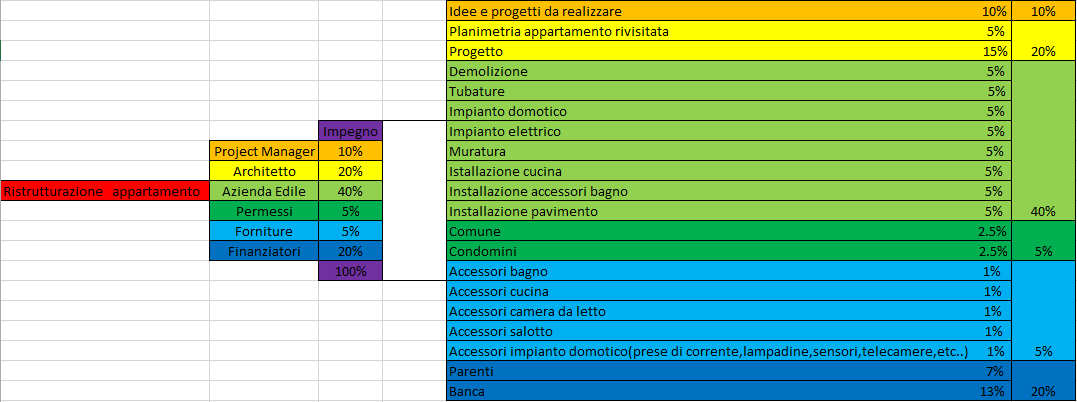 Idee e progetti da realizzare 10% 10%
Planimetria appartamento rivisitata 5%
Progetto 15% 20%
Demolizione 5%
Tubature 5%
Impianto domotico 5%
Impegno Impianto elettrico 5%
Project Manager 10% Muratura 5%
Architetto 20% Istallazione cucina 5%
Ristrutturazione appartamento Azienda Edile 40% Installazione accessori bagno 5%
Permessi 5% Installazione pavimento 5% 40%
Forniture 5% Comune 2.5%
Finanziatori 20% Condomini 2.5% 5%
100% Accessori bagno 1%
Accessori cucina 1%
Accessori camera da letto 1%
Accessori salotto 1%
Accessori impianto domotico(prese di corrente,lampadine,sensori,telecamere,etc..) 1% 5%
Parenti 7%
Banca 13% 20%